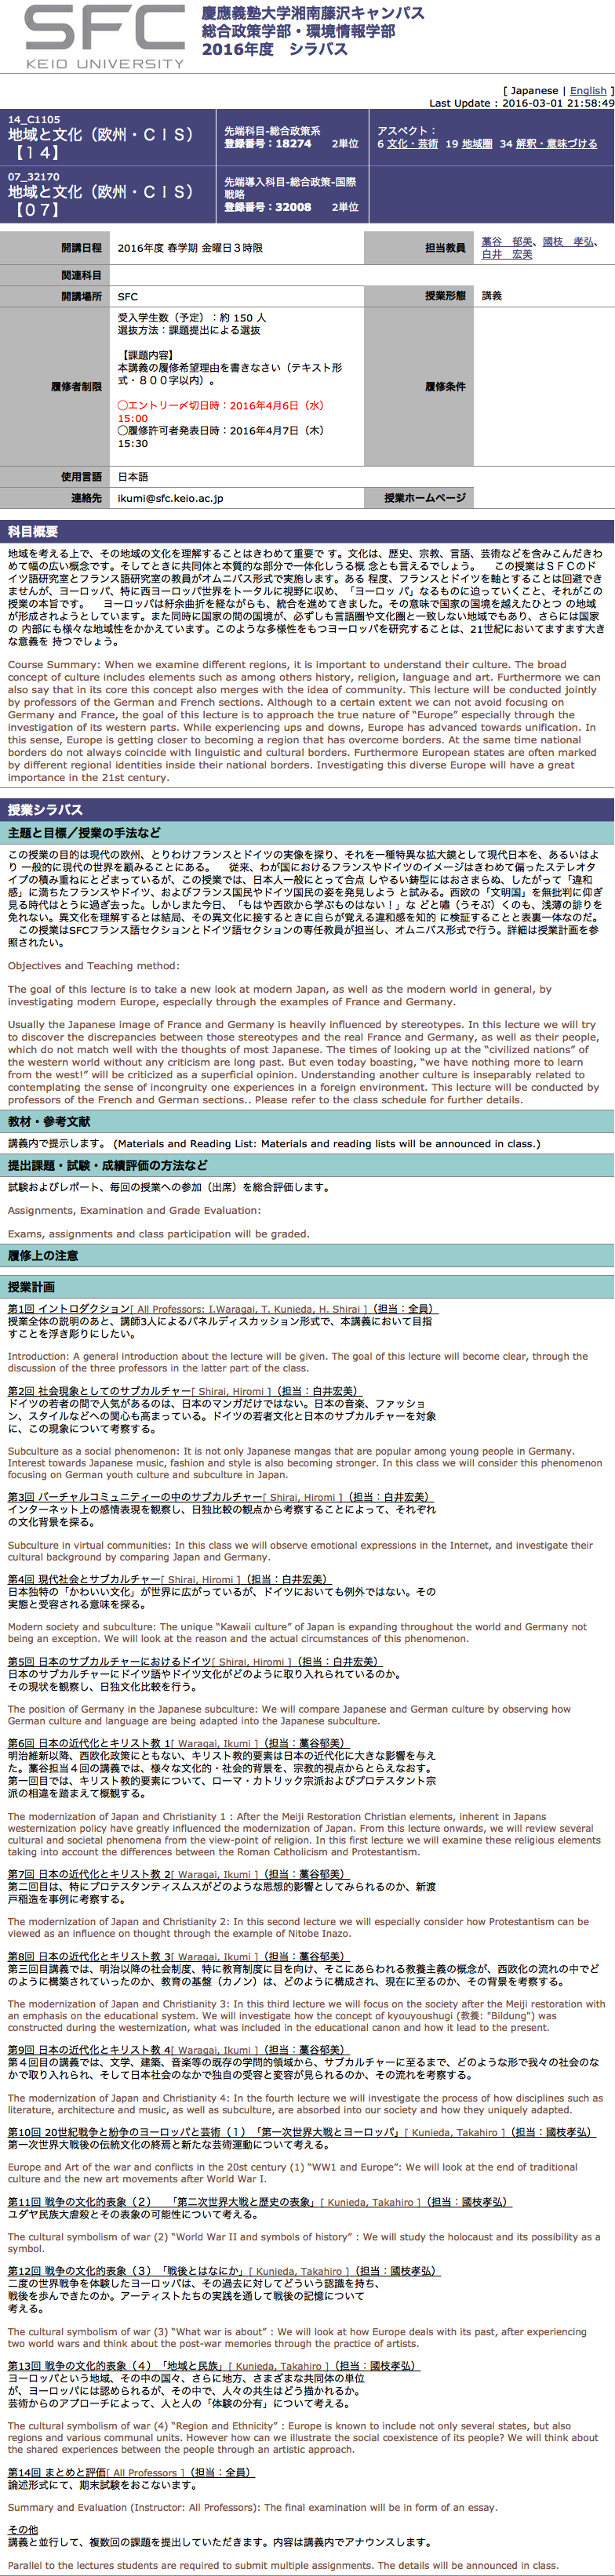 SFC
KEIO UNIVERSITY
慶應義塾大学湘南藤沢キャンパス
総合政策学部・環境情報学部
2016年度　シラバス
[ Japanese | English ]
Last Update : 2016-03-01 21:58:49
14_C1105
地域と文化（欧州・ＣＩＳ）
【１４】
先端科目-総合政策系
登録番号：18274　2単位
アスペクト：
6 文化・芸術 19 地域圏 34 解釈・意味づける
07_32170
地域と文化（欧州・ＣＩＳ）
【０７】
先端導入科目-総合政策-国際
戦略
登録番号：32008　2単位
開講日程
2016年度 春学期 金曜日３時限
担当教員
藁谷　郁美、國枝　孝弘、
白井　宏美
関連科目
開講場所
SFC
授業形態
講義
履修者制限
受入学生数（予定）：約 150 人
選抜方法：課題提出による選抜
【課題内容】
本講義の履修希望理由を書きなさい（テキスト形
式・８００字以内）。
◯エントリー〆切日時：2016年4月6日（水）
15:00
◯履修許可者発表日時：2016年4月7日（木）
15:30
履修条件
使用言語
日本語
連絡先
ikumi@sfc.keio.ac.jp
授業ホームページ
科目概要
地域を考える上で、その地域の文化を理解することはきわめて重要で す。文化は、歴史、宗教、言語、芸術などを含みこんだきわ
めて幅の広い概念です。そしてときに共同体と本質的な部分で一体化しうる概 念とも言えるでしょう。　この授業はＳＦＣのド
イツ語研究室とフランス語研究室の教員がオムニバス形式で実施します。ある 程度、フランスとドイツを軸とすることは回避でき
ませんが、ヨーロッパ、特に西ヨーロッパ世界をトータルに視野に収め、「ヨーロッ パ」なるものに迫っていくこと、それがこの
授業の本旨です。　ヨーロッパは紆余曲折を経ながらも、統合を進めてきました。その意味で国家の国境を越えたひとつ の地域
が形成されようとしています。また同時に国家の間の国境が、必ずしも言語圏や文化圏と一致しない地域でもあり、さらには国家
の 内部にも様々な地域性をかかえています。このような多様性をもつヨーロッパを研究することは、21世紀においてますます大き
な意義を 持つでしょう。
Course Summary: When we examine different regions, it is important to understand their culture. The broad
concept of culture includes elements such as among others history, religion, language and art. Furthermore we can
also say that in its core this concept also merges with the idea of community. This lecture will be conducted jointly
by professors of the German and French sections. Although to a certain extent we can not avoid focusing on
Germany and France, the goal of this lecture is to approach the true nature of “Europe” especially through the
investigation of its western parts. While experiencing ups and downs, Europe has advanced towards unification. In
this sense, Europe is getting closer to becoming a region that has overcome borders. At the same time national
borders do not always coincide with linguistic and cultural borders. Furthermore European states are often marked
by different regional identities inside their national borders. Investigating this diverse Europe will have a great
importance in the 21st century.
授業シラバス
主題と目標／授業の手法など
この授業の目的は現代の欧州、とりわけフランスとドイツの実像を探り、それを一種特異な拡大鏡として現代日本を、あるいはよ
り 一般的に現代の世界を顧みることにある。　従来、わが国におけるフランスやドイツのイメージはきわめて偏ったステレオタ
イプの積み重ねにとどまっているが、この授業では、日本人一般にとって合点 しやるい鋳型にはおさまらぬ、したがって「違和
感」に満ちたフランスやドイツ、およびフランス国民やドイツ国民の姿を発見しよう と試みる。西欧の「文明国」を無批判に仰ぎ
見る時代はとうに過ぎ去った。しかしまた今日、「もはや西欧から学ぶものはない！」な どと嘯（うそぶ）くのも、浅薄の誹りを
免れない。異文化を理解するとは結局、その異文化に接するときに自らが覚える違和感を知的 に検証することと表裏一体なのだ。
　この授業はSFCフランス語セクションとドイツ語セクションの専任教員が担当し、オムニバス形式で行う。詳細は授業計画を参
照されたい。
Objectives and Teaching method:
The goal of this lecture is to take a new look at modern Japan, as well as the modern world in general, by
investigating modern Europe, especially through the examples of France and Germany.
Usually the Japanese image of France and Germany is heavily influenced by stereotypes. In this lecture we will try
to discover the discrepancies between those stereotypes and the real France and Germany, as well as their people,
which do not match well with the thoughts of most Japanese. The times of looking up at the “civilized nations” of
the western world without any criticism are long past. But even today boasting, “we have nothing more to learn
from the west!” will be criticized as a superficial opinion. Understanding another culture is inseparably related to
contemplating the sense of incongruity one experiences in a foreign environment. This lecture will be conducted by
professors of the French and German sections.. Please refer to the class schedule for further details.
教材・参考文献
講義内で提示します。 (Materials and Reading List: Materials and reading lists will be announced in class.)
提出課題・試験・成績評価の方法など
試験およびレポート、毎回の授業への参加（出席）を総合評価します。
Assignments, Examination and Grade Evaluation:
Exams, assignments and class participation will be graded.
履修上の注意
授業計画
第1回 イントロダクション[ All Professors: I.Waragai, T. Kunieda, H. Shirai ]（担当：全員）
授業全体の説明のあと、講師3人によるパネルディスカッション形式で、本講義において目指
すことを浮き彫りにしたい。
Introduction: A general introduction about the lecture will be given. The goal of this lecture will become clear, through the
discussion of the three professors in the latter part of the class.
第2回 社会現象としてのサブカルチャー[ Shirai, Hiromi ]（担当：白井宏美）
ドイツの若者の間で人気があるのは、日本のマンガだけではない。日本の音楽、ファッショ
ン、スタイルなどへの関心も高まっている。ドイツの若者文化と日本のサブカルチャーを対象
に、この現象について考察する。
Subculture as a social phenomenon: It is not only Japanese mangas that are popular among young people in Germany.
Interest towards Japanese music, fashion and style is also becoming stronger. In this class we will consider this phenomenon
focusing on German youth culture and subculture in Japan.
第3回 バーチャルコミュニティーの中のサブカルチャー[ Shirai, Hiromi ]（担当：白井宏美）
インターネット上の感情表現を観察し、日独比較の観点から考察することによって、それぞれ
の文化背景を探る。
Subculture in virtual communities: In this class we will observe emotional expressions in the Internet, and investigate their
cultural background by comparing Japan and Germany.
第4回 現代社会とサブカルチャー[ Shirai, Hiromi ]（担当：白井宏美）
日本独特の「かわいい文化」が世界に広がっているが、ドイツにおいても例外ではない。その
実態と受容される意味を探る。
Modern society and subculture: The unique “Kawaii culture” of Japan is expanding throughout the world and Germany not
being an exception. We will look at the reason and the actual circumstances of this phenomenon.
第5回 日本のサブカルチャーにおけるドイツ[ Shirai, Hiromi ]（担当：白井宏美）
日本のサブカルチャーにドイツ語やドイツ文化がどのように取り入れられているのか。
その現状を観察し、日独文化比較を行う。
The position of Germany in the Japanese subculture: We will compare Japanese and German culture by observing how
German culture and language are being adapted into the Japanese subculture.
第6回 日本の近代化とキリスト教 1[ Waragai, Ikumi ]（担当：藁谷郁美）
明治維新以降、西欧化政策にともない、キリスト教的要素は日本の近代化に大きな影響を与え
た。藁谷担当４回の講義では、様々な文化的・社会的背景を、宗教的視点からとらえなおす。
第一回目では、キリスト教的要素について、ローマ・カトリック宗派およびプロテスタント宗
派の相違を踏まえて概観する。
The modernization of Japan and Christianity 1 : After the Meiji Restoration Christian elements, inherent in Japans
westernization policy have greatly influenced the modernization of Japan. From this lecture onwards, we will review several
cultural and societal phenomena from the view-point of religion. In this first lecture we will examine these religious elements
taking into account the differences between the Roman Catholicism and Protestantism.
第7回 日本の近代化とキリスト教 2[ Waragai, Ikumi ]（担当：藁谷郁美）
第二回目は、特にプロテスタンティスムスがどのような思想的影響としてみられるのか、新渡
戸稲造を事例に考察する。
The modernization of Japan and Christianity 2: In this second lecture we will especially consider how Protestantism can be
viewed as an influence on thought through the example of Nitobe Inazo.
第8回 日本の近代化とキリスト教 3[ Waragai, Ikumi ]（担当：藁谷郁美）
第三回目講義では、明治以降の社会制度、特に教育制度に目を向け、そこにあらわれる教養主義の概念が、西欧化の流れの中でど
のように構築されていったのか、教育の基盤（カノン）は、どのように構成され、現在に至るのか、その背景を考察する。
The modernization of Japan and Christianity 3: In this third lecture we will focus on the society after the Meiji restoration with
an emphasis on the educational system. We will investigate how the concept of kyouyoushugi (教養: "Bildung") was
constructed during the westernization, what was included in the educational canon and how it lead to the present.
第9回 日本の近代化とキリスト教 4[ Waragai, Ikumi ]（担当：藁谷郁美）
第４回目の講義では、文学、建築、音楽等の既存の学問的領域から、サブカルチャーに至るまで、どのような形で我々の社会のな
かで取り入れられ、そして日本社会のなかで独自の受容と変容が見られるのか、その流れを考察する。
The modernization of Japan and Christianity 4: In the fourth lecture we will investigate the process of how disciplines such as
literature, architecture and music, as well as subculture, are absorbed into our society and how they uniquely adapted.
第10回 20世紀戦争と紛争のヨーロッパと芸術（１）「第一次世界大戦とヨーロッパ」[ Kunieda, Takahiro ]（担当：國枝孝弘）
第一次世界大戦後の伝統文化の終焉と新たな芸術運動について考える。
Europe and Art of the war and conflicts in the 20st century (1) “WW1 and Europe”: We will look at the end of traditional
culture and the new art movements after World War I.
第11回 戦争の文化的表象（２）　「第二次世界大戦と歴史の表象」[ Kunieda, Takahiro ]（担当：國枝孝弘）
ユダヤ民族大虐殺とその表象の可能性について考える。
The cultural symbolism of war (2) “World War II and symbols of history” : We will study the holocaust and its possibility as a
symbol.
第12回 戦争の文化的表象（３）「戦後とはなにか」[ Kunieda, Takahiro ]（担当：國枝孝弘）
二度の世界戦争を体験したヨーロッパは、その過去に対してどういう認識を持ち、
戦後を歩んできたのか。アーティストたちの実践を通して戦後の記憶について
考える。
The cultural symbolism of war (3) “What war is about” : We will look at how Europe deals with its past, after experiencing
two world wars and think about the post-war memories through the practice of artists.
第13回 戦争の文化的表象（４）「地域と民族」[ Kunieda, Takahiro ]（担当：國枝孝弘）
ヨーロッパという地域、その中の国々、さらに地方、さまざまな共同体の単位
が、ヨーロッパには認められるが、その中で、人々の共生はどう描かれるか。
芸術からのアプローチによって、人と人の「体験の分有」について考える。
The cultural symbolism of war (4) “Region and Ethnicity” : Europe is known to include not only several states, but also
regions and various communal units. However how can we illustrate the social coexistence of its people? We will think about
the shared experiences between the people through an artistic approach.
第14回 まとめと評価[ All Professors ]（担当：全員）
論述形式にて、期末試験をおこないます。
Summary and Evaluation (Instructor: All Professors): The final examination will be in form of an essay.
その他
講義と並行して、複数回の課題を提出していただきます。内容は講義内でアナウンスします。
Parallel to the lectures students are required to submit multiple assignments. The details will be announced in class.